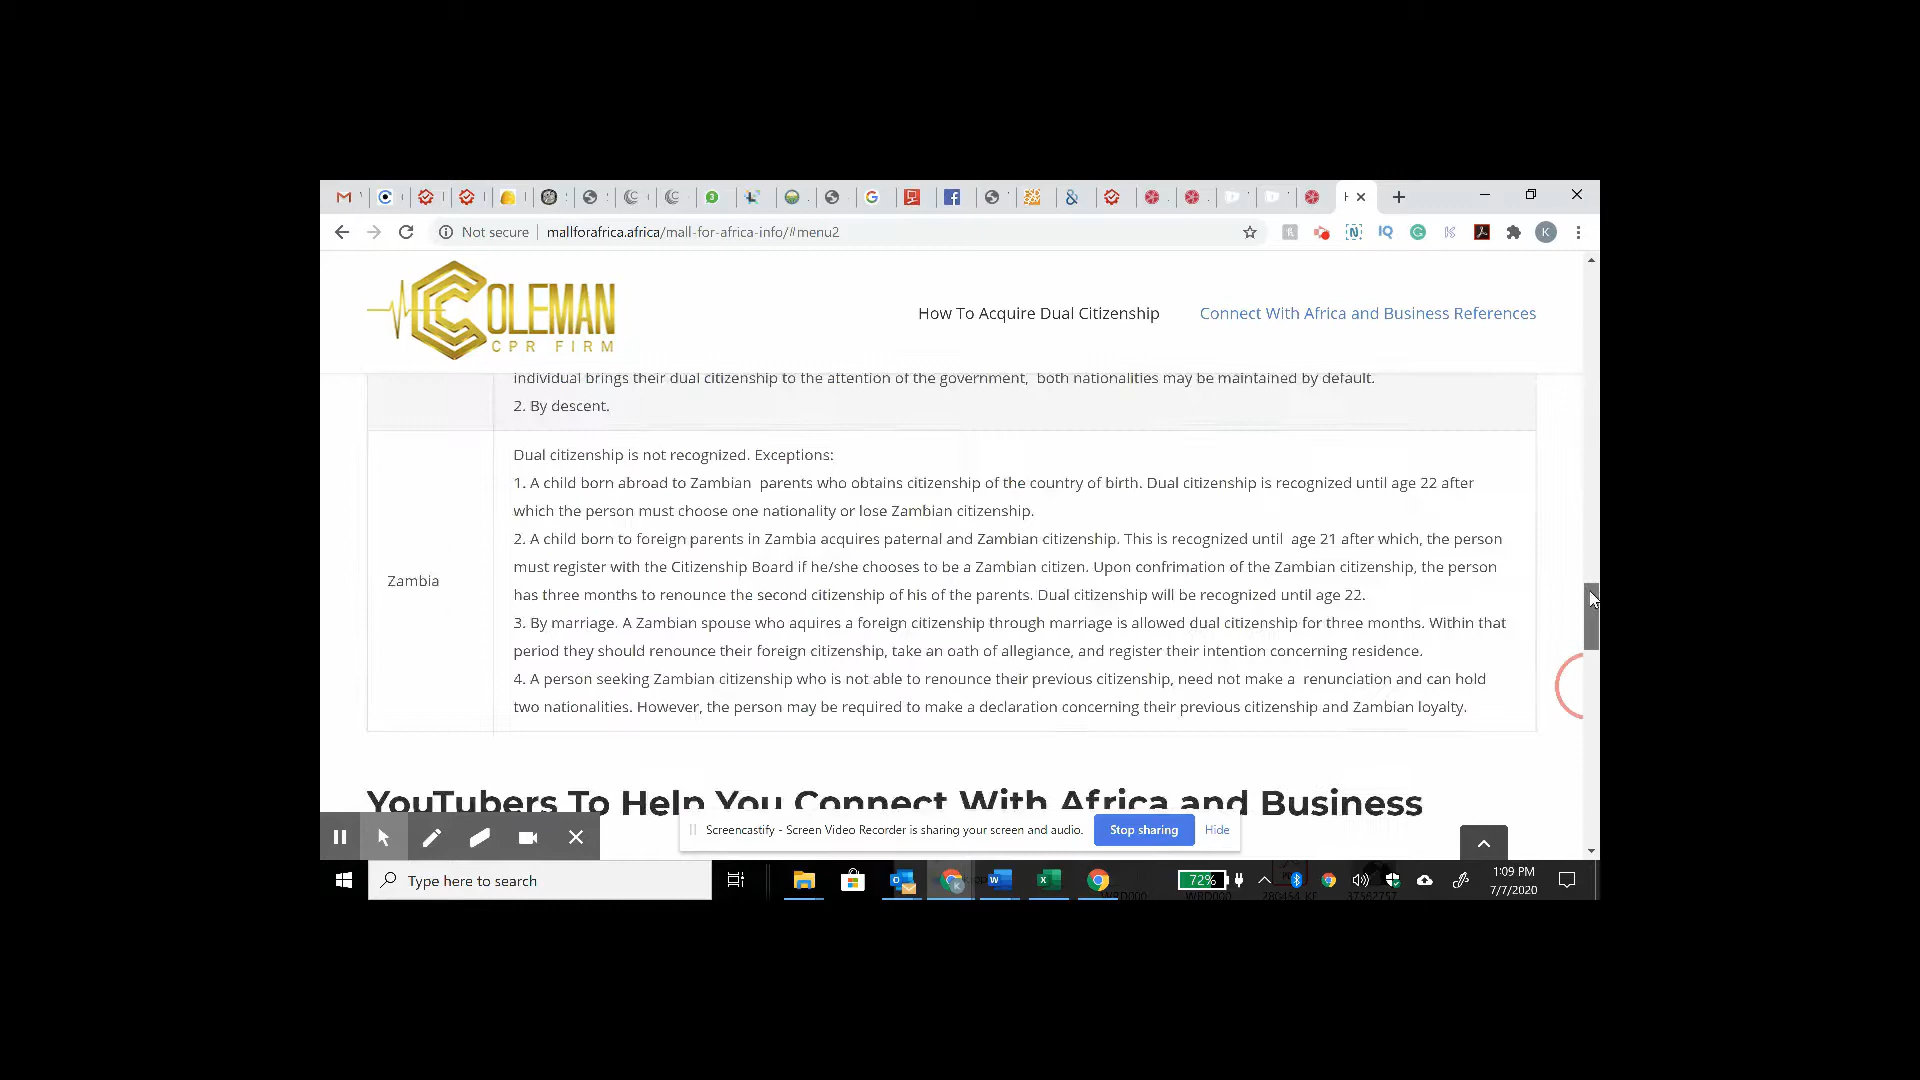 Not secure
mallforafrica.africa/mall-for-africa-info/#menu2
COLEMAN
CPR FIRM
How To Acquire Dual Citizenship
Connect With Africa and Business References
individual brings their dual citizenship to the attention of the government, both nationalities may be maintained by default.
2. By descent.
Zambia
Dual citizenship is not recognized. Exceptions:
1. A child born abroad to Zambian parents who obtains citizenship of the country of birth. Dual citizenship is recognized until age 22 after
which the person must choose one nationality or lose Zambian citizenship.
2. A child born to foreign parents in Zambia acquires paternal and Zambian citizenship. This is recognized until age 21 after which, the person
must register with the Citizenship Board if he/she chooses to be a Zambian citizen. Upon confrimation of the Zambian citizenship, the person
has three months to renounce the second citizenship of his of the parents. Dual citizenship will be recognized until age 22.
3. By marriage. A Zambian spouse who aquires a foreign citizenship through marriage is allowed dual citizenship for three months. Within that
period they should renounce their foreign citizenship, take an oath of allegiance, and register their intention concerning residence.
4. A person seeking Zambian citizenship who is not able to renounce their previous citizenship, need not make a renunciation and can hold
two nationalities. However, the person may be required to make a declaration concerning their previous citizenship and Zambian loyalty.
YouTubers To Help You Connect With Africa and Business
Screencastify - Screen Video Recorder is sharing your screen and audio.
Stop sharing
Hide
Type here to search
72%
1:09 PM
7/7/2020